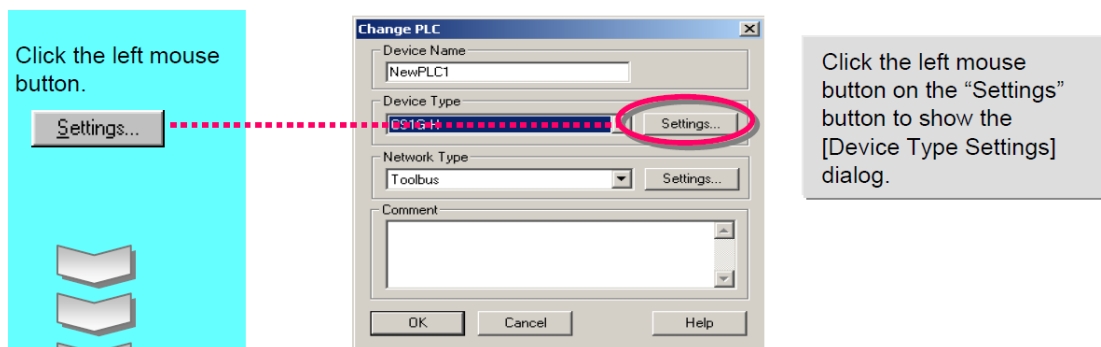 Click the left mouse
button.
Settings...
Change PLC
Device Name
NewPLC1
Device Type
CS1G-H
Settings...
Network Type
Toolbus
Settings...
Comment
OK
Cancel
Help
Click the left mouse
button on the “Settings”
button to show the
[Device Type Settings]
dialog.